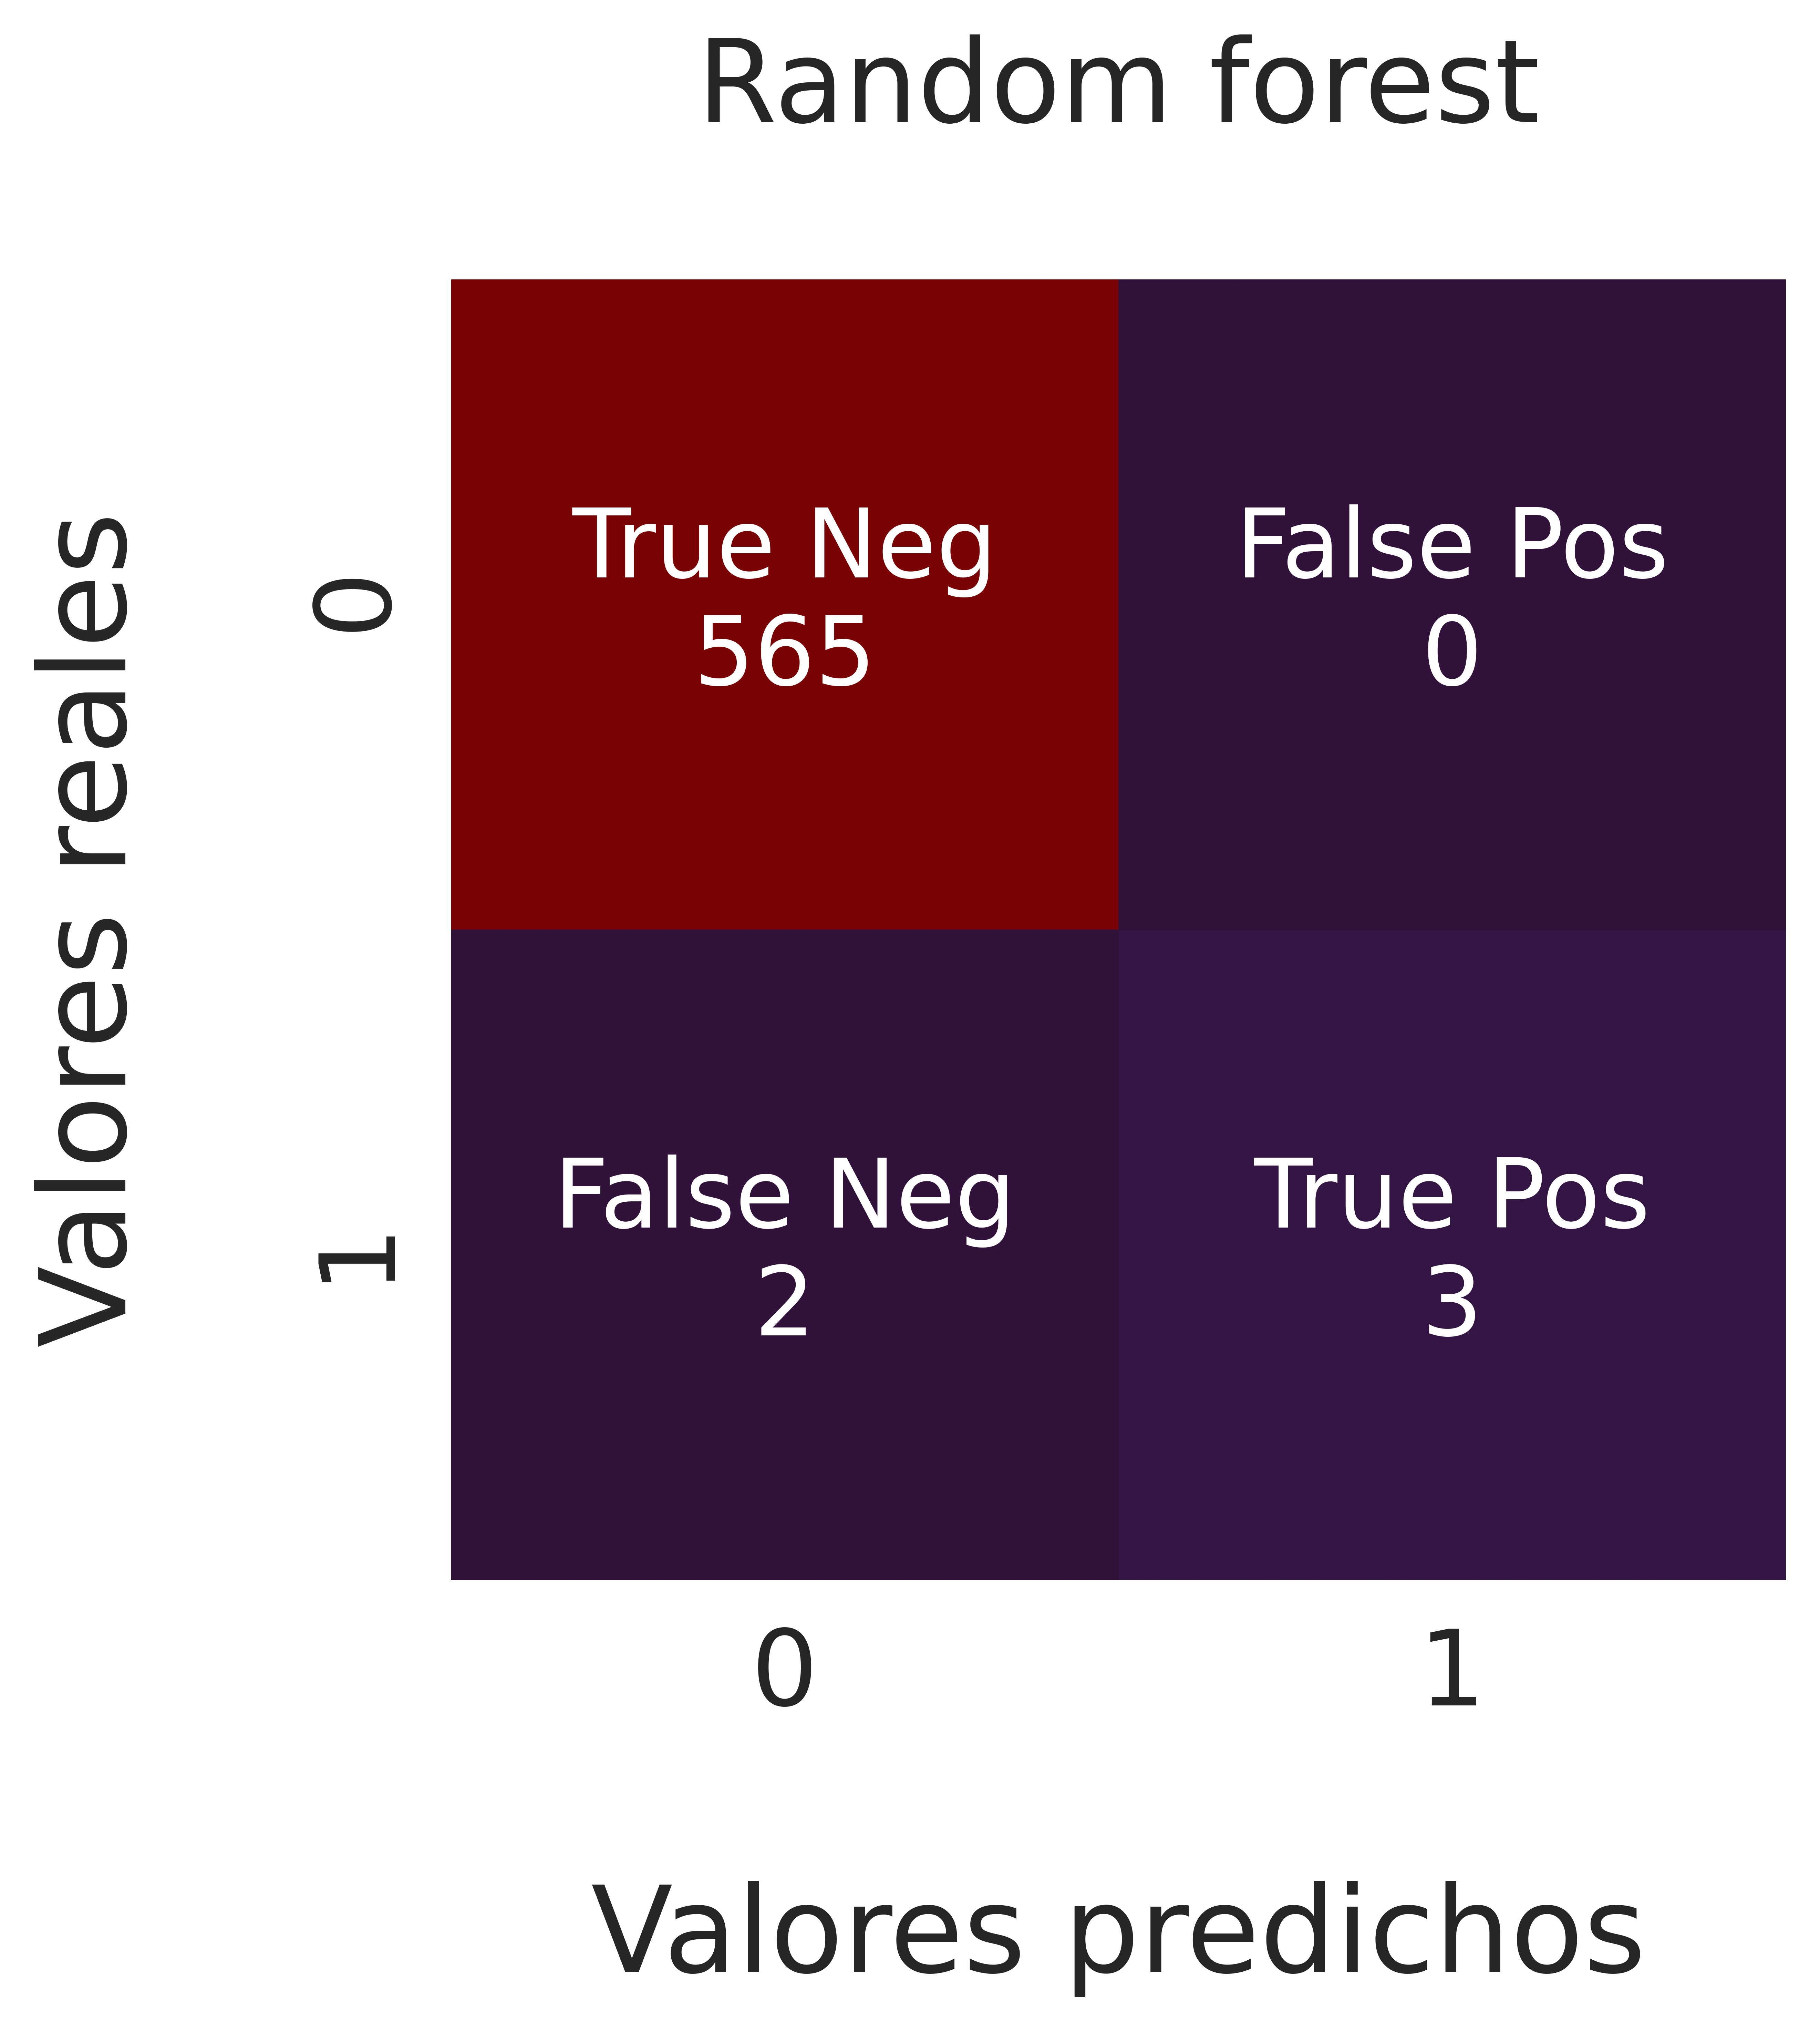 Random forest
Valores reales
0
True Neg
565
False Pos
0
1
False Neg
2
True Pos
3
0
1
Valores predichos